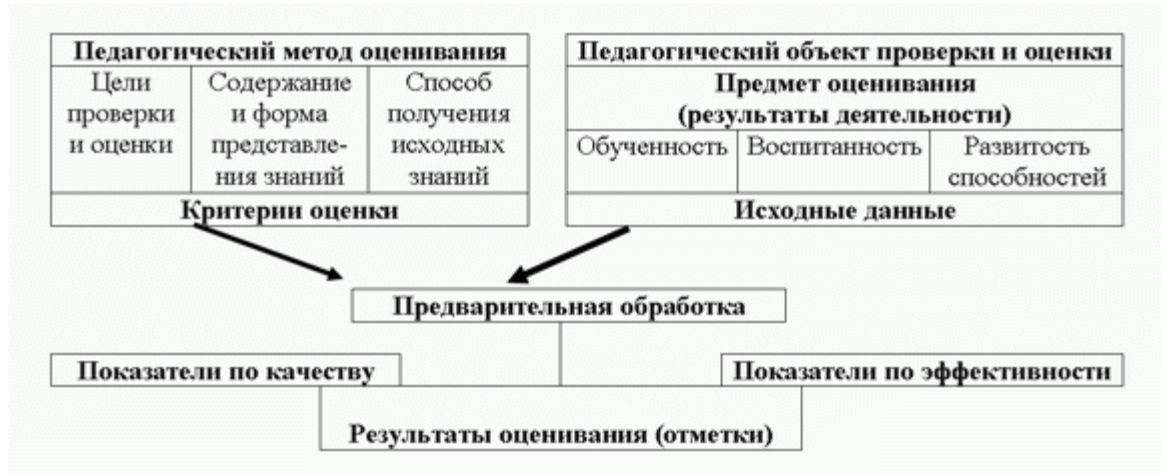 Педагогический метод оценивания
Цели
проверки
и оценки
Содержание
и форма
представле-
ния знаний
Способ
получения
исходных
знаний
Критерии оценки
Педагогический объект проверки и оценки
Предмет оценивания
(результаты деятельности)
Обученность
Воспитанность
Развитость
способностей
Исходные данные
Предварительная обработка
Показатели по качеству
Показатели по эффективности
Результаты оценивания (отметки)